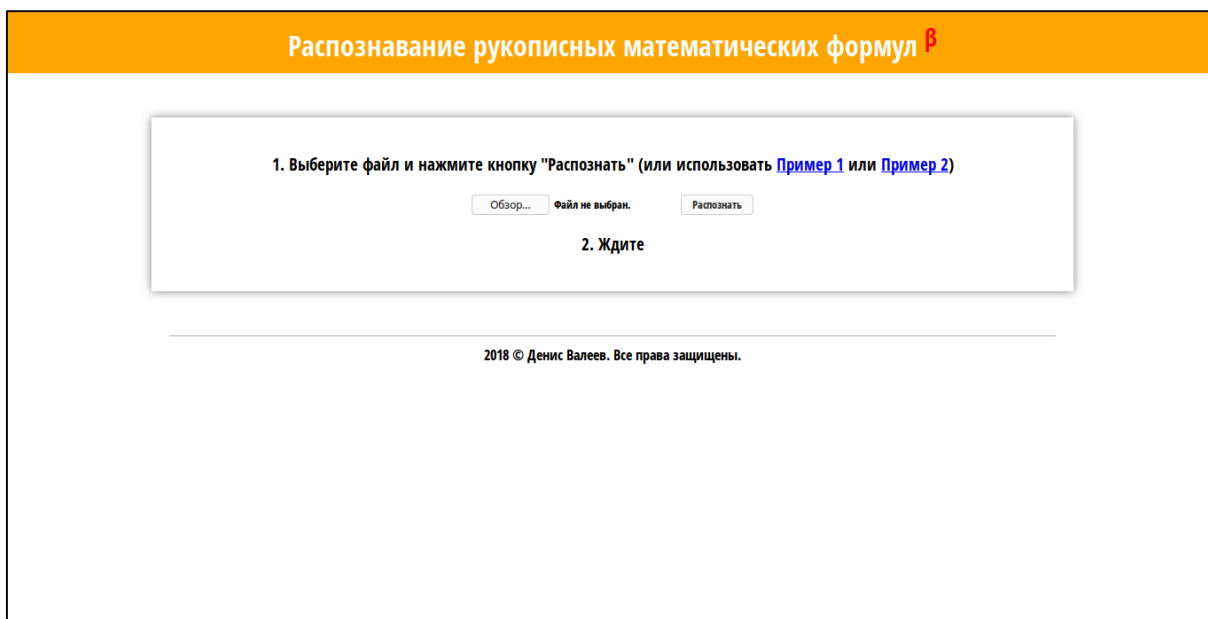 Распознавание рукописных математических формул β
1. Выберите файл и нажмите кнопку "Распознать" (или использовать Пример 1 или Пример 2)
Обзор... Файл не выбран. Распознать
2. Ждите
2018 © Денис Валеев. Все права защищены.